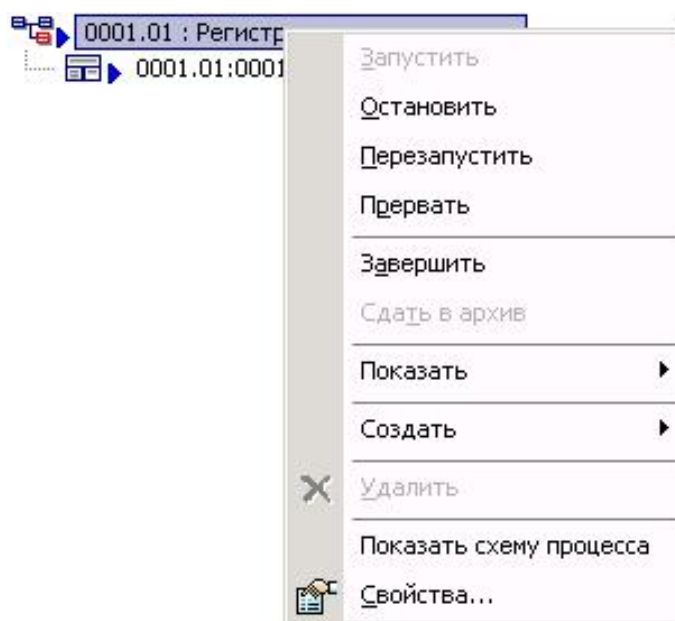 0001.01 : Регистр
0001.01:0001
Запустить
Остановить
Перезапустить
Прервать
Завершить
Сдать в архив
Показать
Создать
Удалить
Показать схему процесса
Свойства...